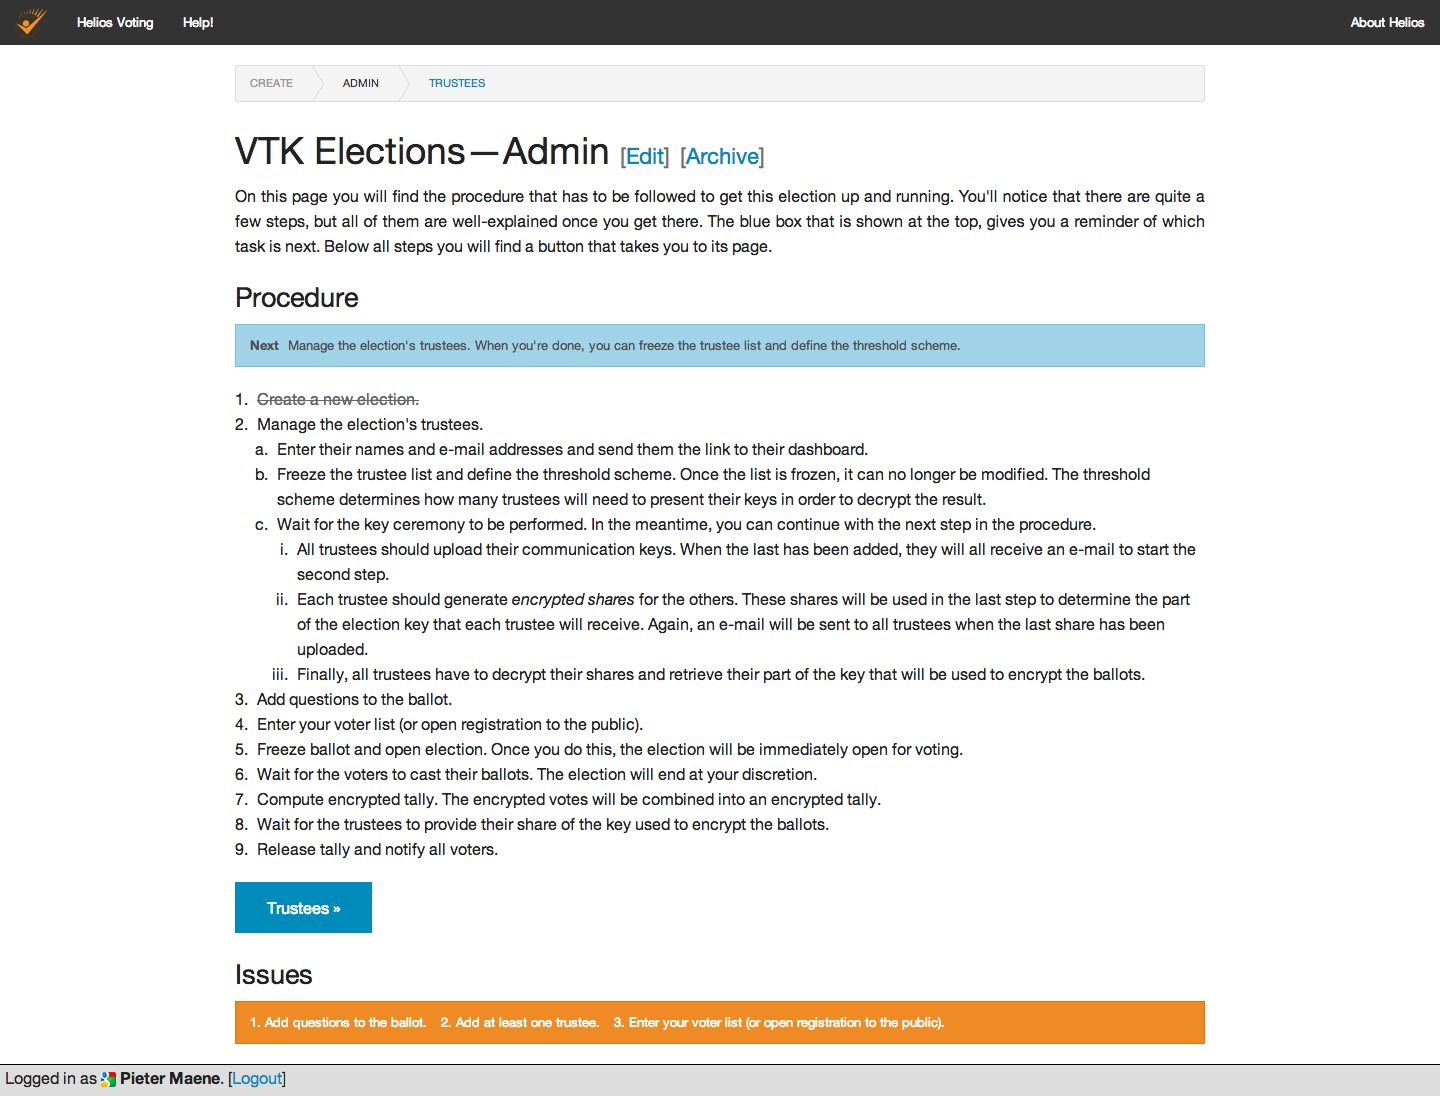 Helios Voting Help! About Helios
CREATE ADMIN TRUSTEES
VTK Elections — Admin [Edit] [Archive]
On this page you will find the procedure that has to be followed to get this election up and running. You'll notice that there are quite a
few steps, but all of them are well-explained once you get there. The blue box that is shown at the top, gives you a reminder of which
task is next. Below all steps you will find a button that takes you to its page.
Procedure
Next Manage the election's trustees. When you're done, you can freeze the trustee list and define the threshold scheme.
1. Create a new election.
2. Manage the election's trustees.
a. Enter their names and e-mail addresses and send them the link to their dashboard.
b. Freeze the trustee list and define the threshold scheme. Once the list is frozen, it can no longer be modified. The threshold
scheme determines how many trustees will need to present their keys in order to decrypt the result.
c. Wait for the key ceremony to be performed. In the meantime, you can continue with the next step in the procedure.
i. All trustees should upload their communication keys. When the last has been added, they will all receive an e-mail to start the
second step.
ii. Each trustee should generate encrypted shares for the others. These shares will be used in the last step to determine the part
of the election key that each trustee will receive. Again, an e-mail will be sent to all trustees when the last share has been
uploaded.
iii. Finally, all trustees have to decrypt their shares and retrieve their part of the key that will be used to encrypt the ballots.
3. Add questions to the ballot.
4. Enter your voter list (or open registration to the public).
5. Freeze ballot and open election. Once you do this, the election will be immediately open for voting.
6. Wait for the voters to cast their ballots. The election will end at your discretion.
7. Compute encrypted tally. The encrypted votes will be combined into an encrypted tally.
8. Wait for the trustees to provide their share of the key used to encrypt the ballots.
9. Release tally and notify all voters.
Trustees »
Issues
1. Add questions to the ballot. 2. Add at least one trustee. 3. Enter your voter list (or open registration to the public).
Logged in as Pieter Maene. [Logout]